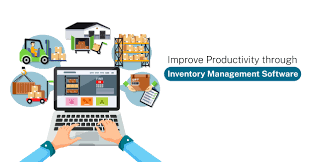 Improve Productivity through
Inventory Management Software